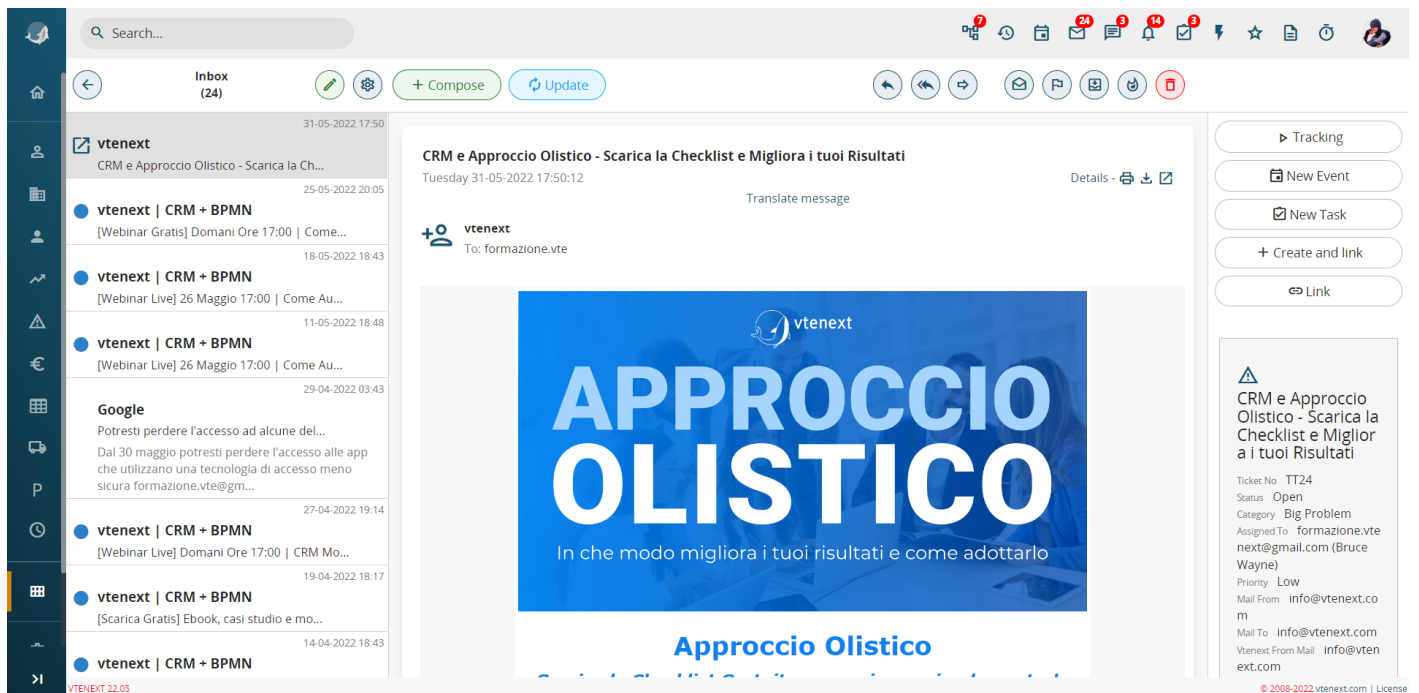 Search...
7
24
3
14
3
Inbox
(24)
+ Compose
Update
31-05-2022 17:50
vtenext
CRM e Approccio Olistico - Scarica la Ch...
25-05-2022 20:05
vtenext | CRM + BPMN
[Webinar Gratis] Domani Ore 17:00 | Come...
18-05-2022 18:43
vtenext | CRM + BPMN
[Webinar Live] 26 Maggio 17:00 | Come Au...
11-05-2022 18:48
vtenext | CRM + BPMN
[Webinar Live] 26 Maggio 17:00 | Come Au...
29-04-2022 03:43
Google
Potresti perdere l'accesso ad alcune del...
Dal 30 maggio potresti perdere l'accesso alle app
che utilizzano una tecnologia di accesso meno
sicura formazione.vte@gm...
27-04-2022 19:14
vtenext | CRM + BPMN
[Webinar Live] Domani Ore 17:00 | CRM Mo...
19-04-2022 18:17
vtenext | CRM + BPMN
[Scarica Gratis] Ebook, casi studio e mo...
14-04-2022 18:43
vtenext | CRM + BPMN
P
VTENEXT 22.05
CRM e Approccio Olistico - Scarica la Checklist e Migliora i tuoi Risultati
Tuesday 31-05-2022 17:50:12
Details -
Translate message
vtenext
To: formazione.vte
vtenext
APPROCCIO
OLISTICO
In che modo migliora i tuoi risultati e come adottarlo
Approccio Olistico
Tracking
New Event
New Task
+ Create and link
Link
CRM e Approccio
Olistico - Scarica la
Checklist e Miglior
a i tuoi Risultati
Ticket No TT24
Status Open
Category Big Problem
Assigned To formazione.vte
next@gmail.com (Bruce
Wayne)
Priority Low
Mail From info@vtenext.co
m
Mail To info@vtenext.com
Vtenext From Mail info@vten
ext.com
© 2008-2022 vtenext.com | License